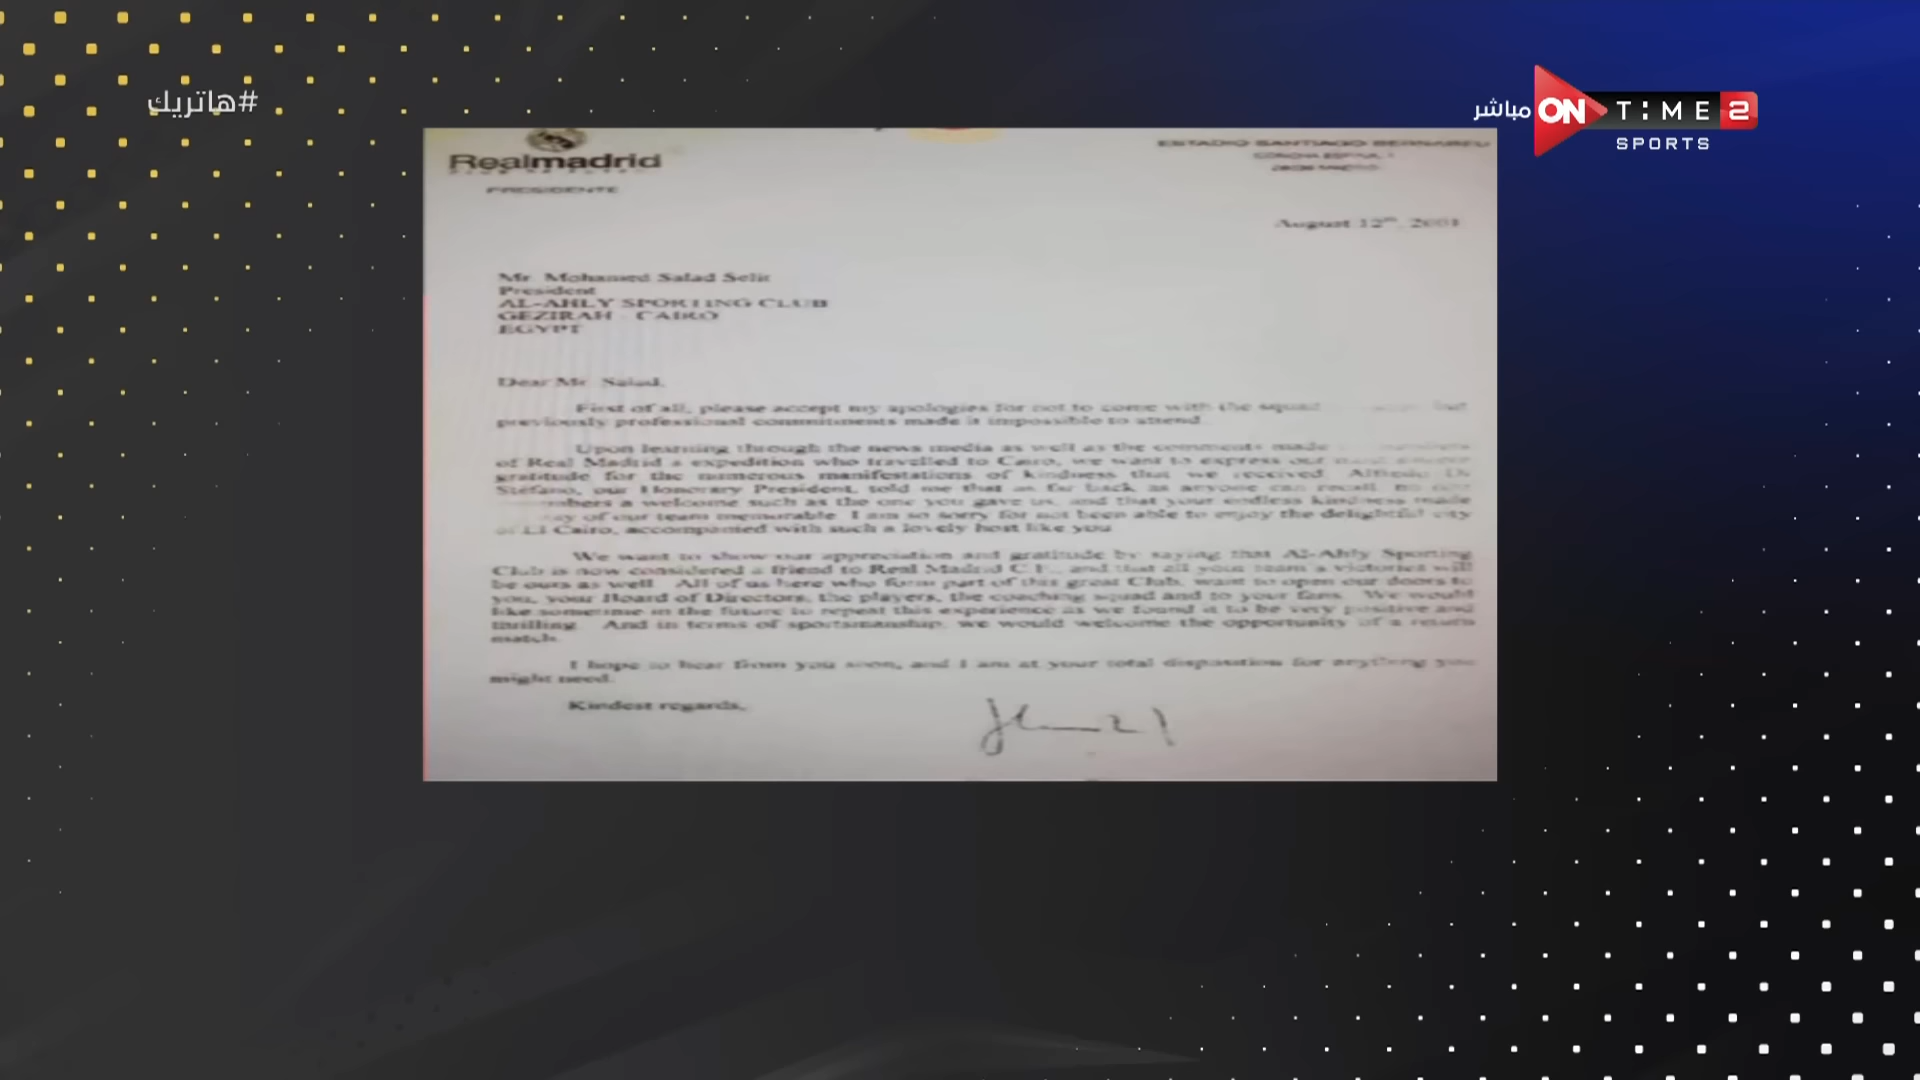 #هاتريك
مباشر ON TIME 2
SPORTS
Realmadrid
PRESIDENTE
ESTADIO SANTIAGO BERNABEU
August 12th, 2001
Mr. Mohamed Salad Selir
President
AL-AHLY SPORTING CLUB
GEZIRAH - CAIRO
EGYPT
Dear Mr. Salad,
First of all, please accept my apologies for not to come with the squad but
previously professional commitments made it impossible to attend.
Upon learning through the news media as well as the comments made members
of Real Madrid s expedition who travelled to Cairo, we want to express our
gratitude for the numerous manifestations of kindness that we received. Alfredo Di
Stefano, our Honorary President, told me that as far back as anyone can recall,
a welcome such as the one you gave us, and that your endless kindness made
of our team memorable. I am so sorry for not been able to enjoy the delightful city
of El Cairo, accompanied with such a lovely host like you.
We want to show our appreciation and gratitude by saying that Al-Ahly Sporting
Club is now considered a friend to Real Madrid C.F., and that all your team's victories will
be ours as well. All of us here who form part of this great Club, want to open our doors to
you, your Board of Directors, the players, the coaching squad and to your fans. We would
like sometime in the future to repeat this experience as we found it to be very positive and
thrilling. And in terms of sportsmanship, we would welcome the opportunity of a return
match.
I hope to hear from you soon, and I am at your total disposition for anything you
might need.
Kindest regards,